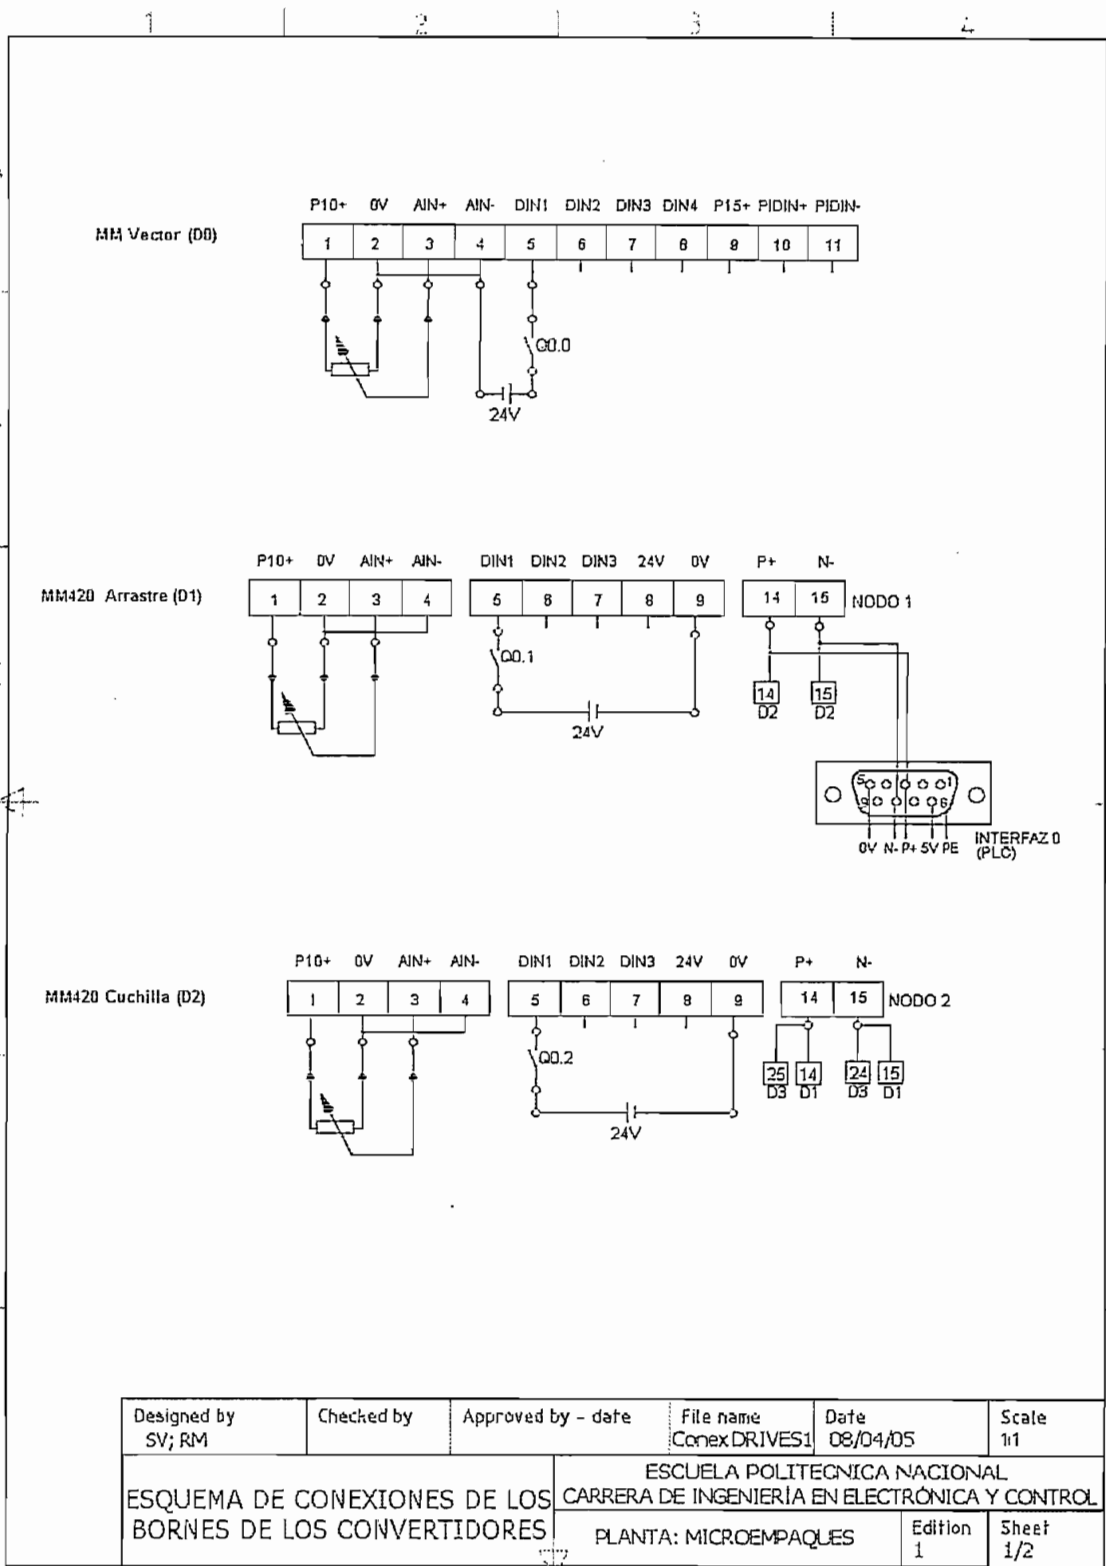 1 2 3 4
P10+ 0V AIN+ AIN- DIN1 DIN2 DIN3 DIN4 P15+ PIDIN+ PIDIN-
MM Vector (D0)
1 2 3 4 5 6 7 8 9 10 11
Q0.0
24V
P10+ 0V AIN+ AIN- DIN1 DIN2 DIN3 24V 0V P+ N-
MM420 Arrastre (D1)
1 2 3 4 5 6 7 8 9 14 15 NODO 1
Q0.1
14 15
D2 D2
24V
5 1
9 6
0V N- P+ 5V PE
INTERFAZ 0
(PLC)
P10+ 0V AIN+ AIN- DIN1 DIN2 DIN3 24V 0V P+ N-
MM420 Cuchilla (D2)
1 2 3 4 5 6 7 8 9 14 15 NODO 2
Q0.2
25 14 24 15
D3 D1 D3 D1
24V
Designed by
SV; RM
Checked by
Approved by - date
File name
ConexDRIVES1
Date
08/04/05
Scale
1:1
ESQUEMA DE CONEXIONES DE LOS
BORNES DE LOS CONVERTIDORES
ESCUELA POLITECNICA NACIONAL
CARRERA DE INGENIERÍA EN ELECTRÓNICA Y CONTROL
PLANTA: MICROEMPAQUES
Edition
1
Sheet
1/2